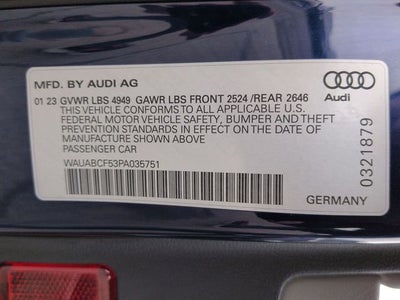 MFD. BY AUDI AG
01 23 GVWR LBS 4949 GAWR LBS FRONT 2524 /REAR 2646
THIS VEHICLE CONFORMS TO ALL APPLICABLE U.S.
FEDERAL MOTOR VEHICLE SAFETY, BUMPER AND THEFT
PREVENTION STANDARDS IN EFFECT ON THE DATE OF
MANUFACTURE SHOWN ABOVE
PASSENGER CAR
WAUABCF53PA035751
Audi
0321879
GERMANY